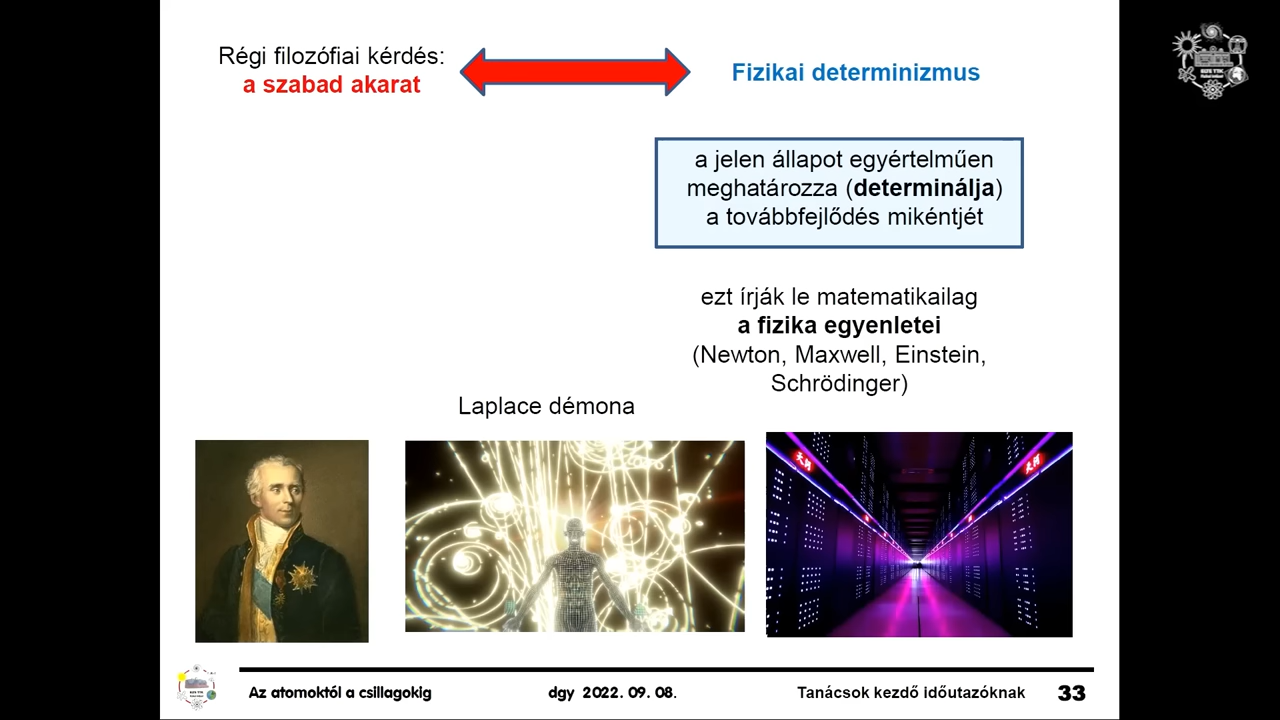 Régi filozófiai kérdés:
a szabad akarat
Fizikai determinizmus
a jelen állapot egyértelműen
meghatározza (determinálja)
a továbbfejlődés mikéntjét
ezt írják le matematikailag
a fizika egyenletei
(Newton, Maxwell, Einstein,
Schrödinger)
Laplace démona
Az atomoktól a csillagokig
dgy 2022. 09. 08.
Tanácsok kezdő időutazóknak
33